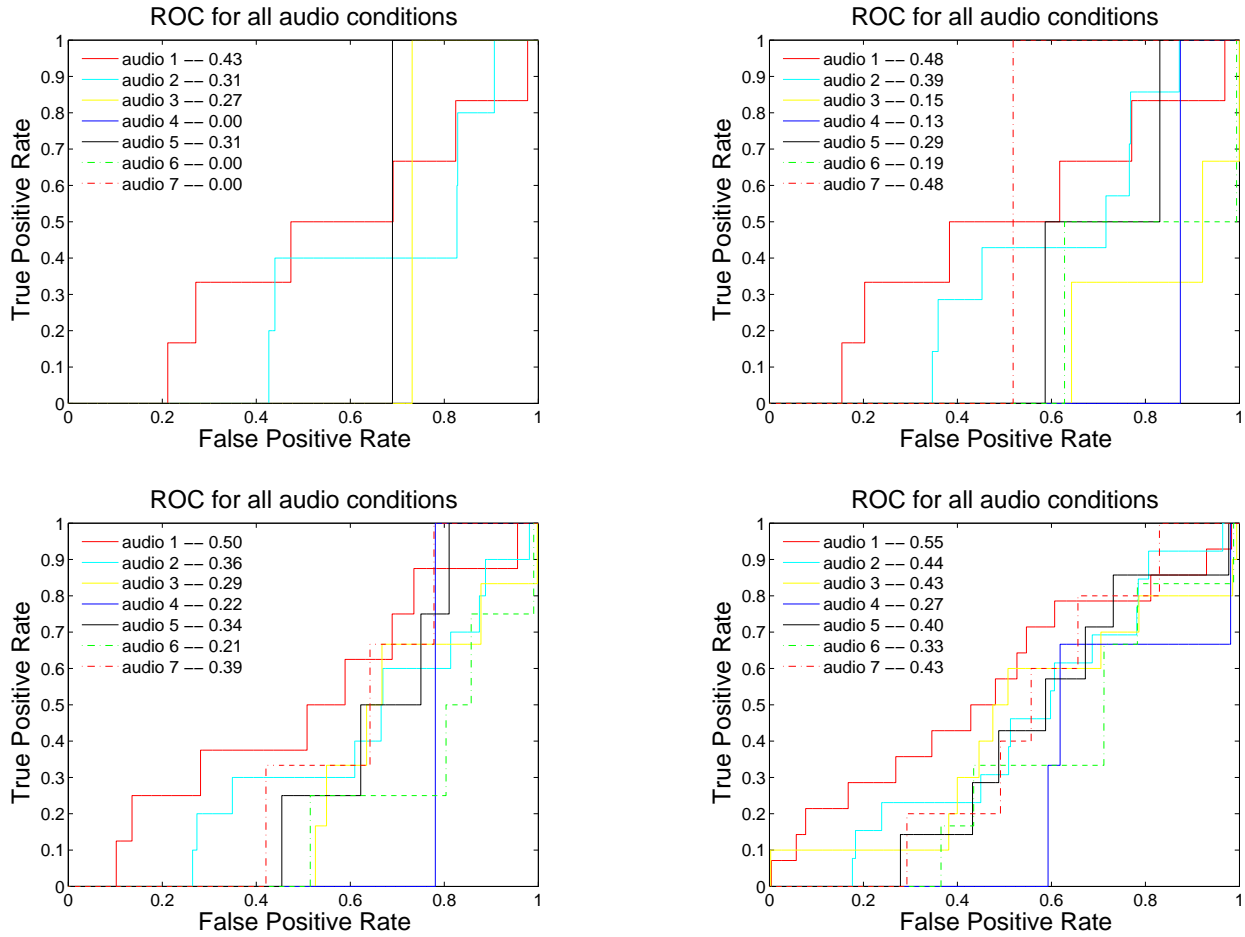 ROC for all audio conditions
True Positive Rate
1
0.9
0.8
0.7
0.6
0.5
0.4
0.3
0.2
0.1
0
audio 1 −− 0.43
audio 2 −− 0.31
audio 3 −− 0.27
audio 4 −− 0.00
audio 5 −− 0.31
audio 6 −− 0.00
audio 7 −− 0.00
0 0.2 0.4 0.6 0.8 1
False Positive Rate
ROC for all audio conditions
True Positive Rate
1
0.9
0.8
0.7
0.6
0.5
0.4
0.3
0.2
0.1
0
audio 1 −− 0.48
audio 2 −− 0.39
audio 3 −− 0.15
audio 4 −− 0.13
audio 5 −− 0.29
audio 6 −− 0.19
audio 7 −− 0.48
0 0.2 0.4 0.6 0.8 1
False Positive Rate
ROC for all audio conditions
True Positive Rate
1
0.9
0.8
0.7
0.6
0.5
0.4
0.3
0.2
0.1
0
audio 1 −− 0.50
audio 2 −− 0.36
audio 3 −− 0.29
audio 4 −− 0.22
audio 5 −− 0.34
audio 6 −− 0.21
audio 7 −− 0.39
0 0.2 0.4 0.6 0.8 1
False Positive Rate
ROC for all audio conditions
True Positive Rate
1
0.9
0.8
0.7
0.6
0.5
0.4
0.3
0.2
0.1
0
audio 1 −− 0.55
audio 2 −− 0.44
audio 3 −− 0.43
audio 4 −− 0.27
audio 5 −− 0.40
audio 6 −− 0.33
audio 7 −− 0.43
0 0.2 0.4 0.6 0.8 1
False Positive Rate